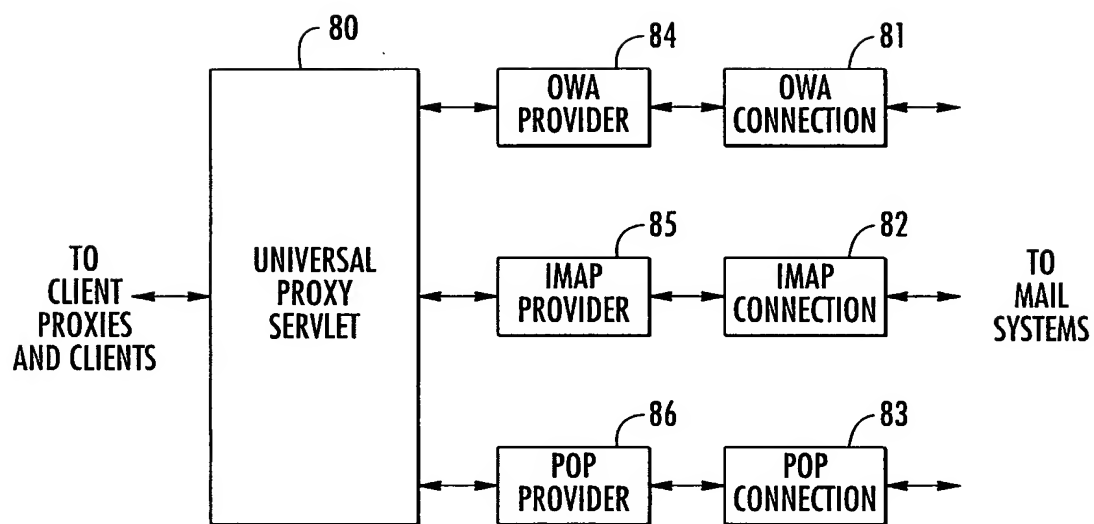 80
84
81
OWA
PROVIDER
OWA
CONNECTION
85
82
TO
CLIENT
PROXIES
AND CLIENTS
UNIVERSAL
PROXY
SERVLET
IMAP
PROVIDER
IMAP
CONNECTION
TO
MAIL
SYSTEMS
86
83
POP
PROVIDER
POP
CONNECTION